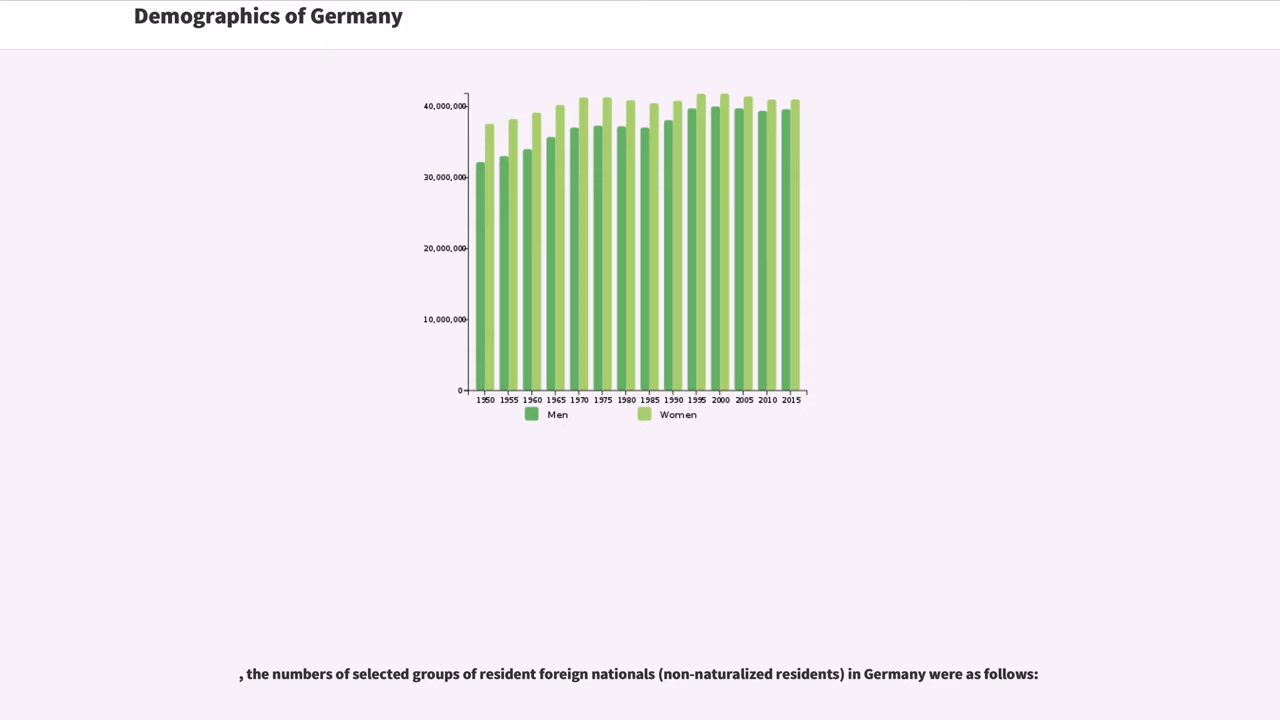 Demographics of Germany
40,000,000
30,000,000
20,000,000
10,000,000
0
1950 1955 1960 1965 1970 1975 1980 1985 1990 1995 2000 2005 2010 2015
Men Women
, the numbers of selected groups of resident foreign nationals (non-naturalized residents) in Germany were as follows: